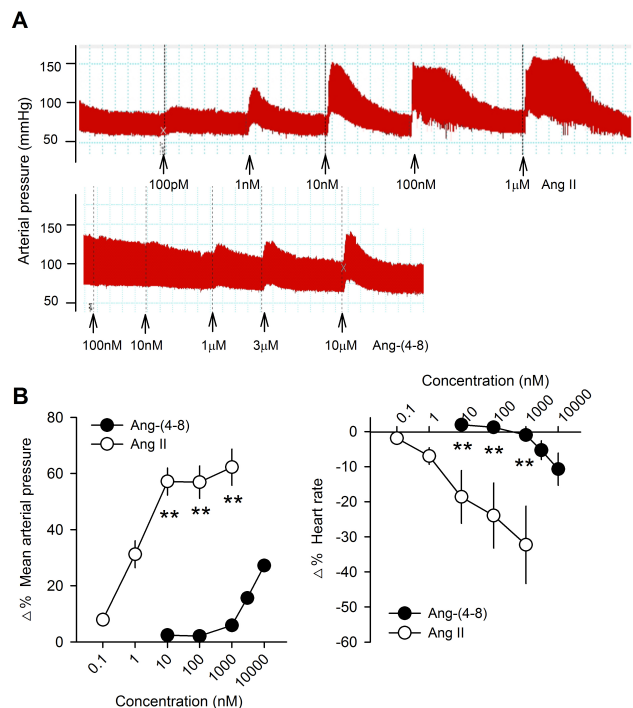 A
Arterial pressure (mmHg)
150
100
50
100pM
1nM
10nM
100nM
1µM
Ang II
150
100
50
100nM
10nM
1µM
3µM
10µM
Ang-(4-8)
B
△ % Mean arterial pressure
80
60
40
20
0
Ang-(4-8)
Ang II
**
**
**
0.1
1
10
100
1000
10000
Concentration (nM)
Concentration (nM)
0.1
1
10
100
1000
10000
△ % Heart rate
0
-10
-20
-30
-40
-50
-60
**
**
**
Ang-(4-8)
Ang II